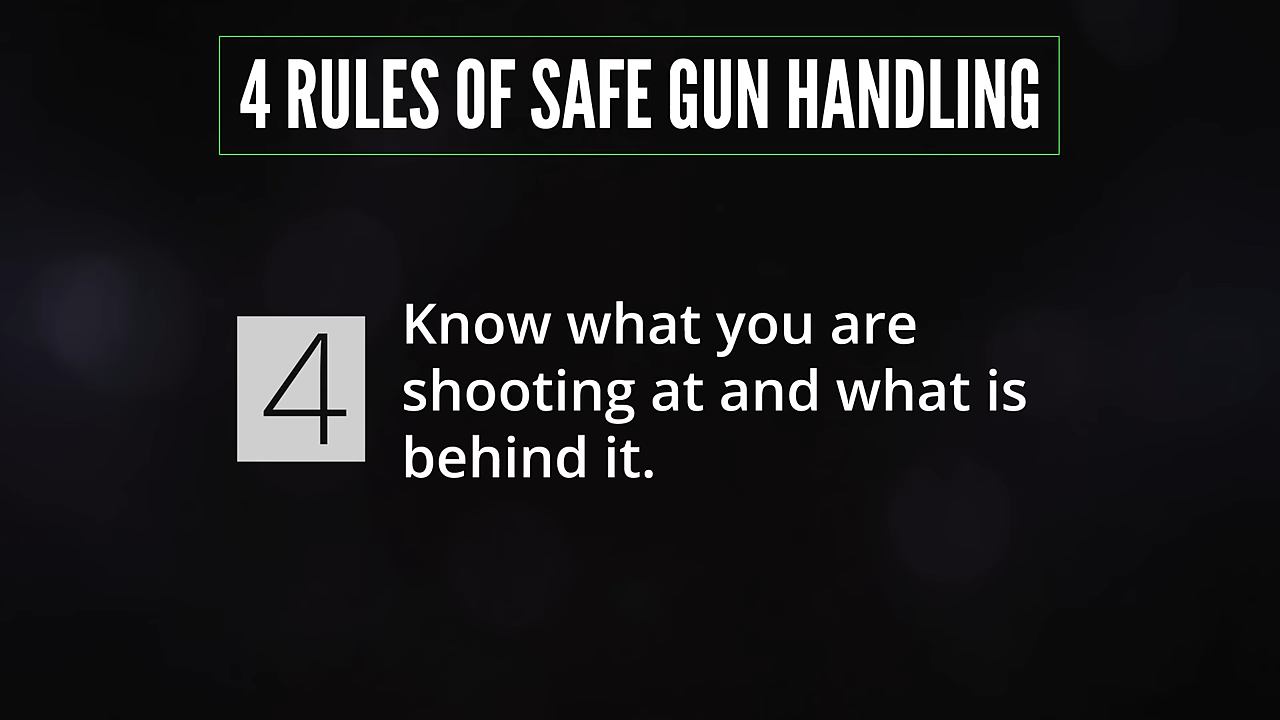 4 RULES OF SAFE GUN HANDLING
4
Know what you are
shooting at and what is
behind it.